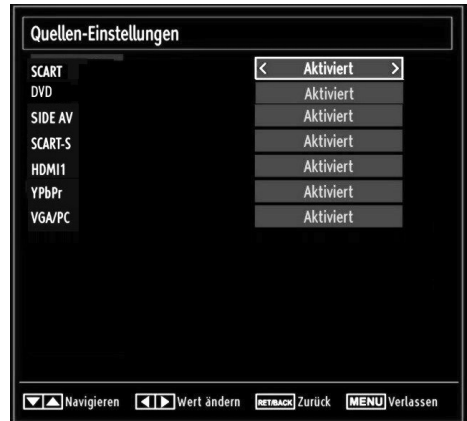 Quellen-Einstellungen
SCART < Aktiviert >
DVD Aktiviert
SIDE AV Aktiviert
SCART-S Aktiviert
HDMI1 Aktiviert
YPbPr Aktiviert
VGA/PC Aktiviert
Navigieren Wert ändern RET/BACK Zurück MENU Verlassen